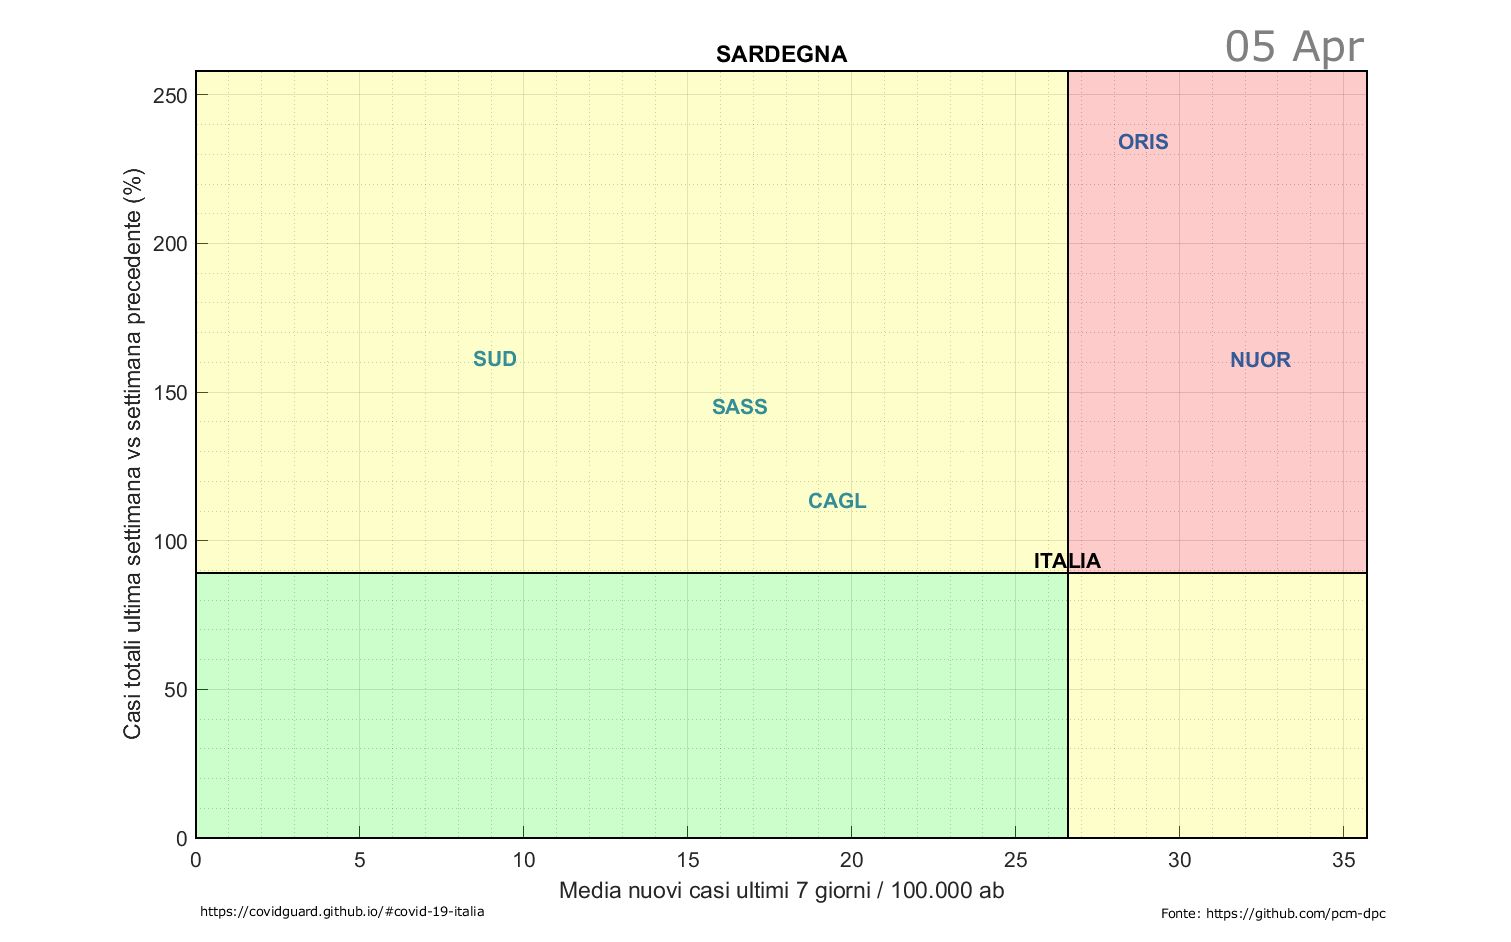 SARDEGNA
05 Apr
Casi totali ultima settimana vs settimana precedente (%)
250
200
150
100
50
0
ORIS
SUD
NUOR
SASS
CAGL
ITALIA
0 5 10 15 20 25 30 35
Media nuovi casi ultimi 7 giorni / 100.000 ab
https://covidguard.github.io/#covid-19-italia
Fonte: https://github.com/pcm-dpc